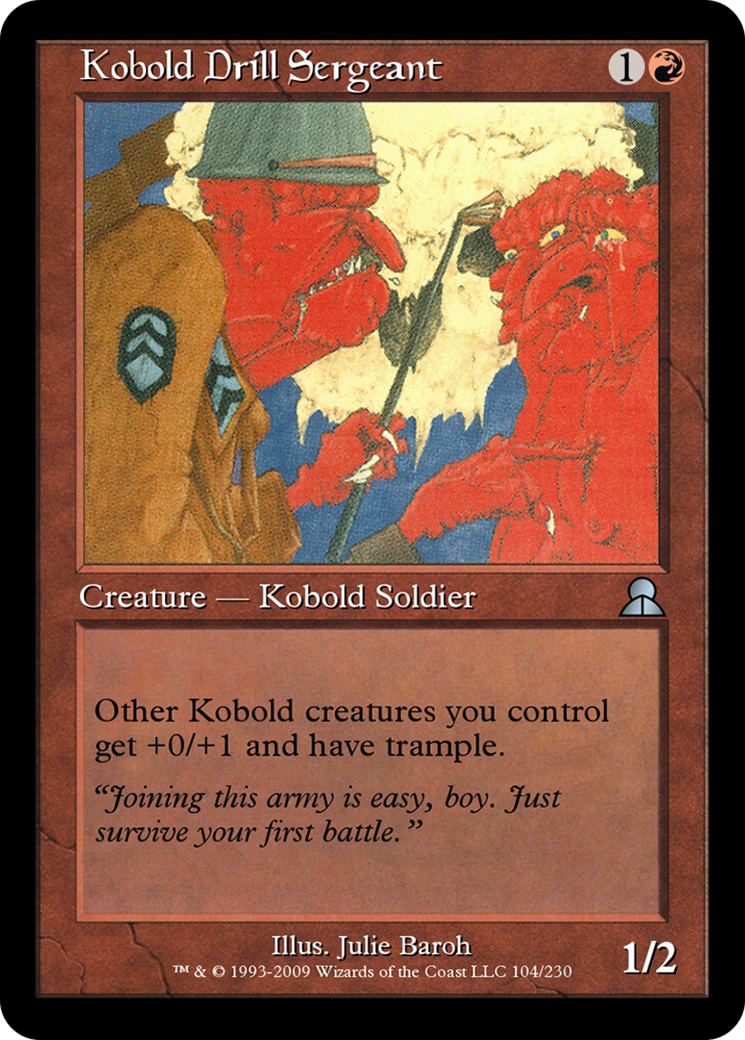 Kobold Drill Sergeant 1
Creature — Kobold Soldier
Other Kobold creatures you control
get +0/+1 and have trample.
“Joining this army is easy, boy. Just
survive your first battle.”
Illus. Julie Baroh
™ & © 1993-2009 Wizards of the Coast LLC 104/230
1/2